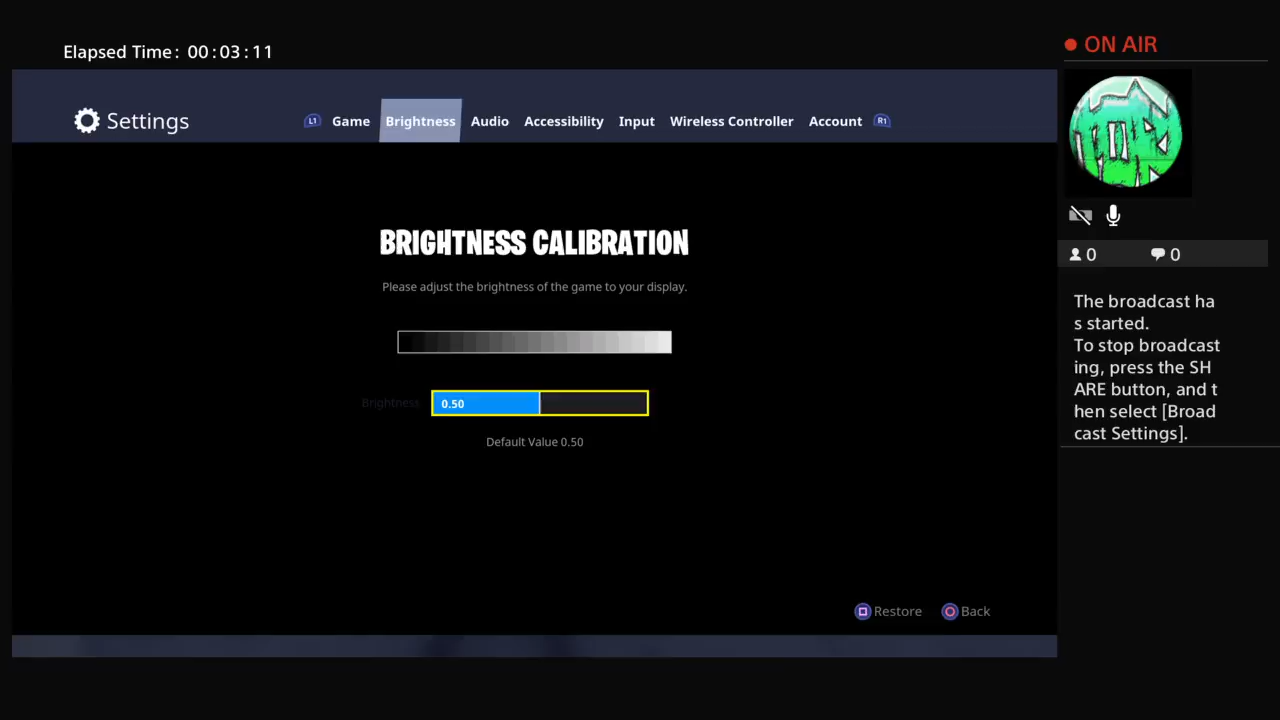 Elapsed Time: 00:03:11
ON AIR
Settings
L1 Game Brightness Audio Accessibility Input Wireless Controller Account R1
0 0
BRIGHTNESS CALIBRATION
Please adjust the brightness of the game to your display.
The broadcast ha
s started.
To stop broadcast
ing, press the SH
ARE button, and t
hen select [Broad
cast Settings].
Brightness 0.50
Default Value 0.50
Restore Back